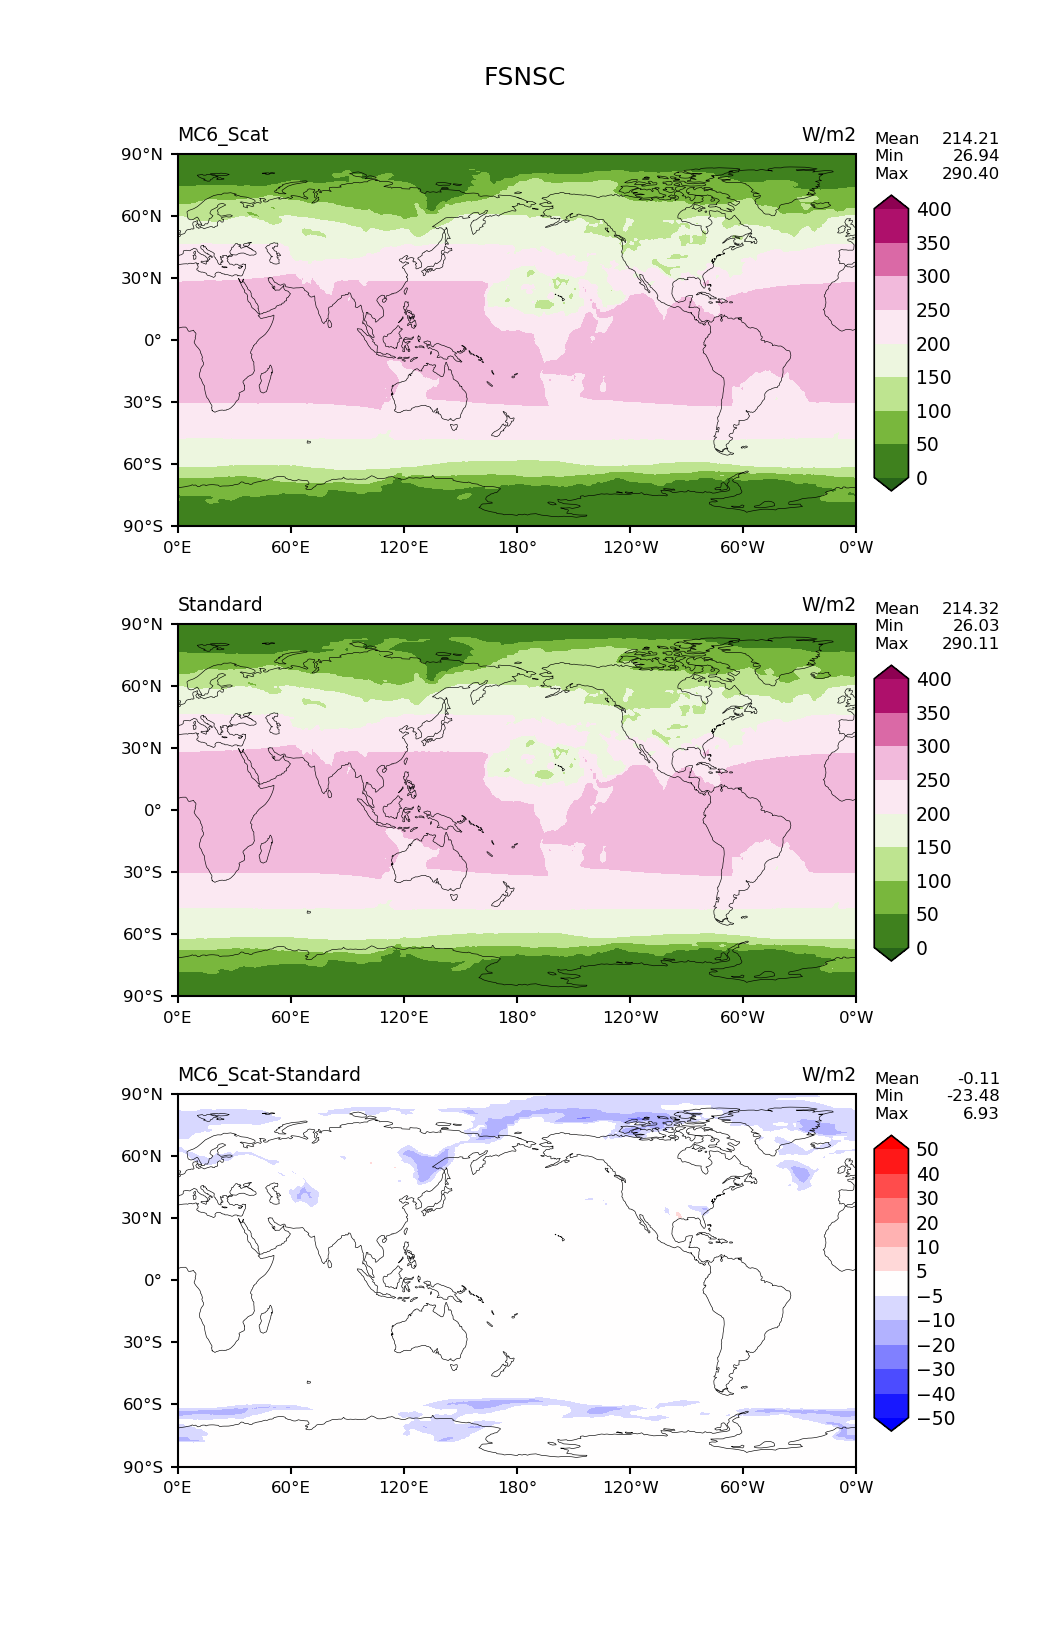 FSNSC
MC6_Scat W/m2
Mean 214.21
Min 26.94
Max 290.40
90°N
60°N
30°N
0°
30°S
60°S
90°S
0°E 60°E 120°E 180° 120°W 60°W 0°W
400
350
300
250
200
150
100
50
0
Standard W/m2
Mean 214.32
Min 26.03
Max 290.11
90°N
60°N
30°N
0°
30°S
60°S
90°S
0°E 60°E 120°E 180° 120°W 60°W 0°W
400
350
300
250
200
150
100
50
0
MC6_Scat-Standard W/m2
Mean -0.11
Min -23.48
Max 6.93
90°N
60°N
30°N
0°
30°S
60°S
90°S
0°E 60°E 120°E 180° 120°W 60°W 0°W
50
40
30
20
10
5
−5
−10
−20
−30
−40
−50